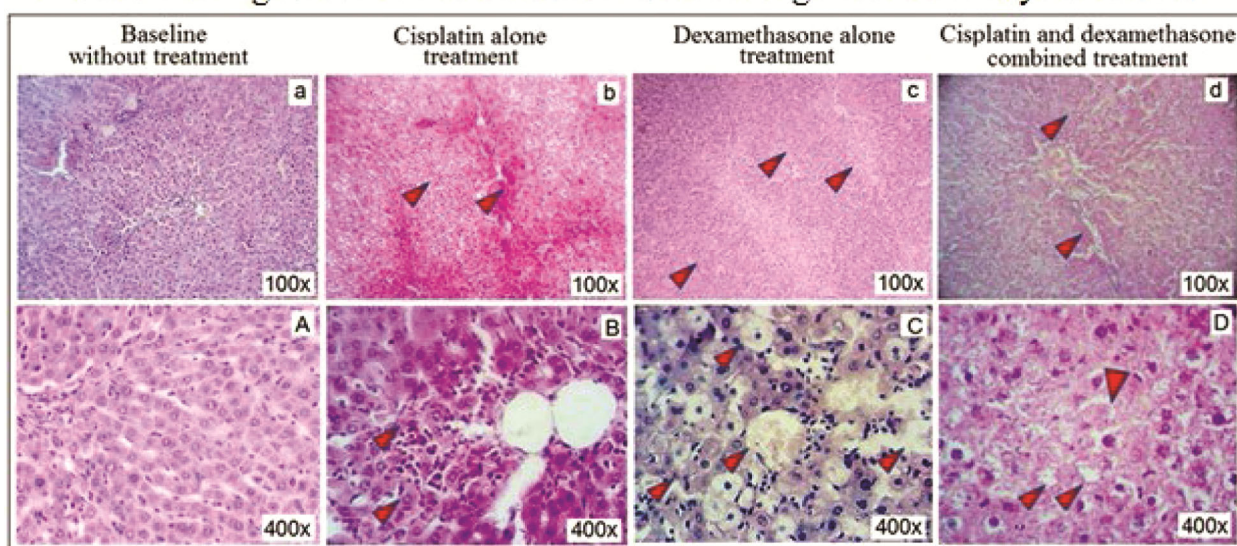 Baseline
without treatment
Cisplatin alone
treatment
Dexamethasone alone
treatment
Cisplatin and dexamethasone
combined treatment
a
b
c
d
100x
100x
100x
100x
A
B
C
D
400x
400x
400x
400x